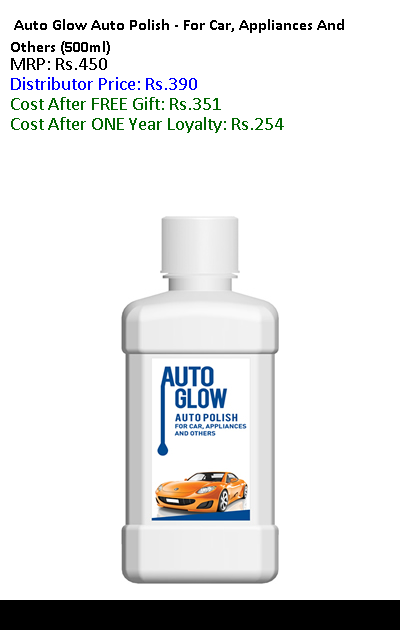 Auto Glow Auto Polish - For Car, Appliances And
Others (500ml)
MRP: Rs.450
Distributor Price: Rs.390
Cost After FREE Gift: Rs.351
Cost After ONE Year Loyalty: Rs.254
AUTO
GLOW
AUTO POLISH
FOR CAR, APPLIANCES
AND OTHERS